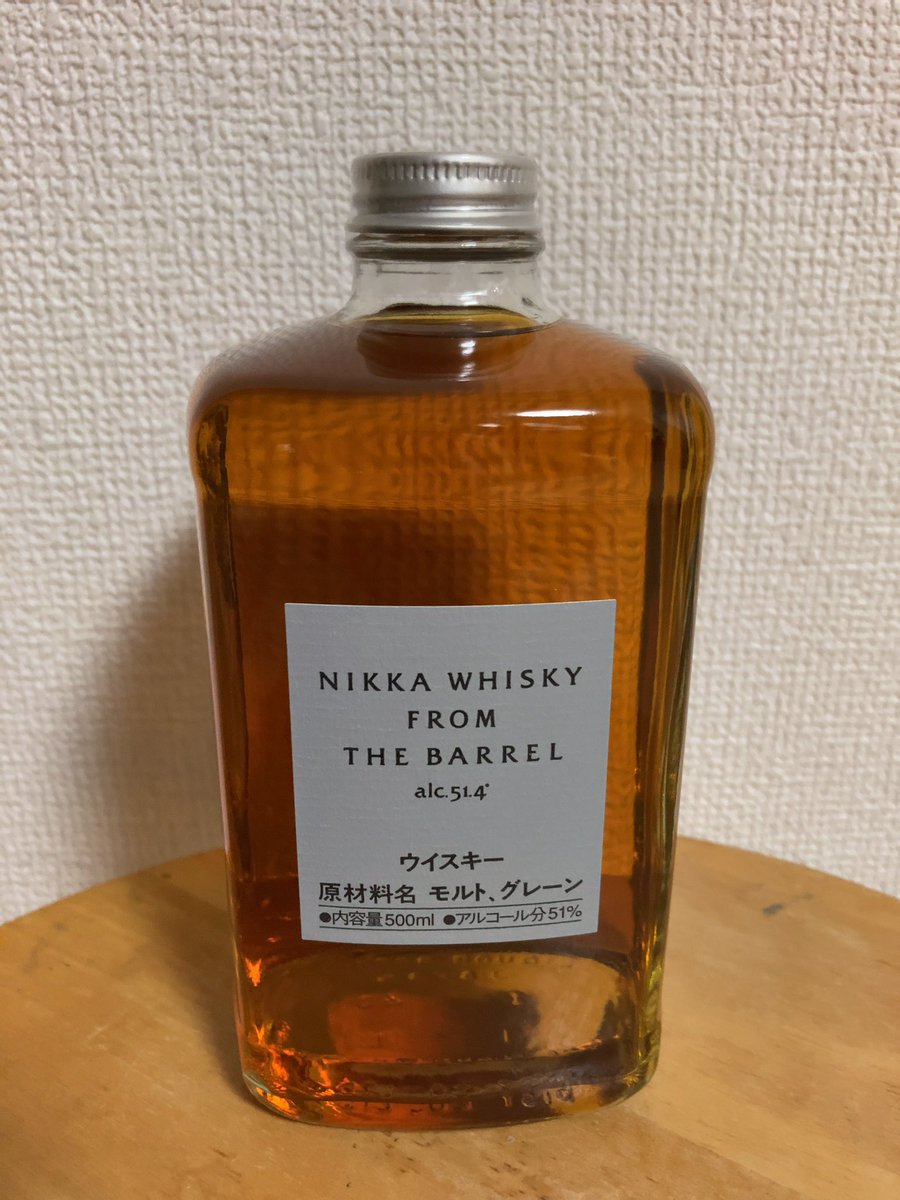 NIKKA WHISKY
FROM
THE BARREL
alc.51.4°
ウイスキー
原材料名 モルト、グレーン
●内容量500ml ●アルコール分51%